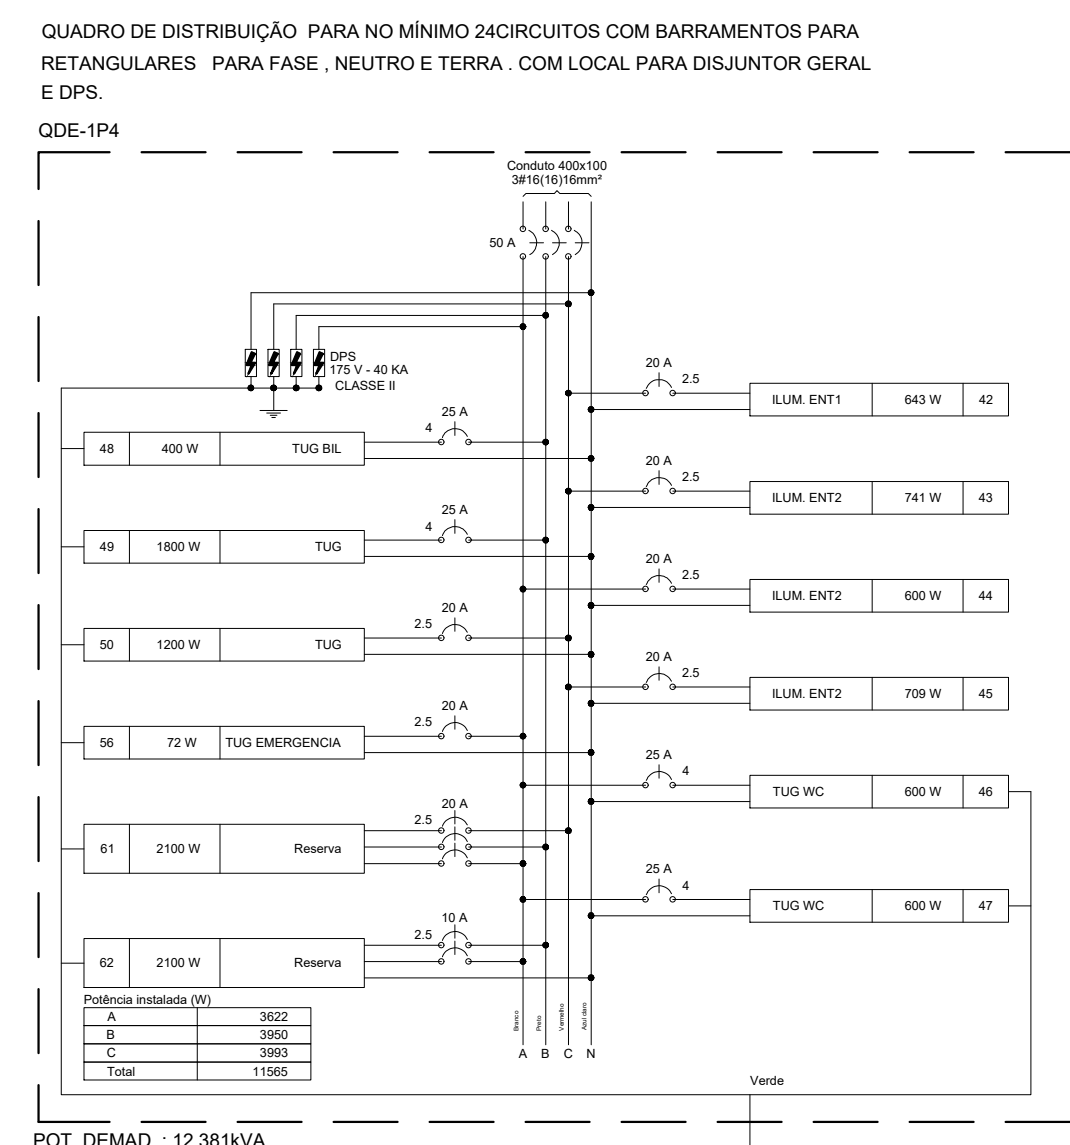 QUADRO DE DISTRIBUIÇÃO PARA NO MÍNIMO 24CIRCUITOS COM BARRAMENTOS PARA
RETANGULARES PARA FASE , NEUTRO E TERRA . COM LOCAL PARA DISJUNTOR GERAL
E DPS.
QDE-1P4
Conduto 400x100
3#16(16)16mm²
50 A
DPS
175 V - 40 KA
CLASSE II
20 A
2.5
ILUM. ENT1 643 W 42
25 A
4
48 400 W TUG BIL
20 A
2.5
ILUM. ENT2 741 W 43
25 A
4
49 1800 W TUG
20 A
2.5
ILUM. ENT2 600 W 44
20 A
2.5
50 1200 W TUG
20 A
2.5
ILUM. ENT2 709 W 45
20 A
2.5
56 72 W TUG EMERGENCIA
25 A
4
TUG WC 600 W 46
20 A
2.5
61 2100 W Reserva
25 A
4
TUG WC 600 W 47
10 A
2.5
62 2100 W Reserva
Potência instalada (W)
A 3622
B 3950
C 3993
Total 11565
Branco
Preto
Vermelho
Azul claro
A B C N
Verde
POT. DEMAD. : 12.381kVA